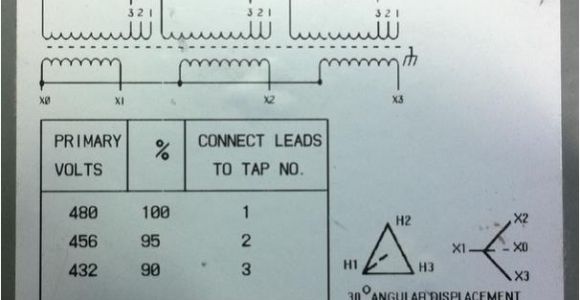 3 2 1 3 2 1 3 2 1
X0 X1 X2 X3
PRIMARY VOLTS % CONNECT LEADS TO TAP NO.
480 100 1
456 95 2
432 90 3
H2
H1 H3
X2
X1 X0
X3
30° ANGULAR DISPLACEMENT